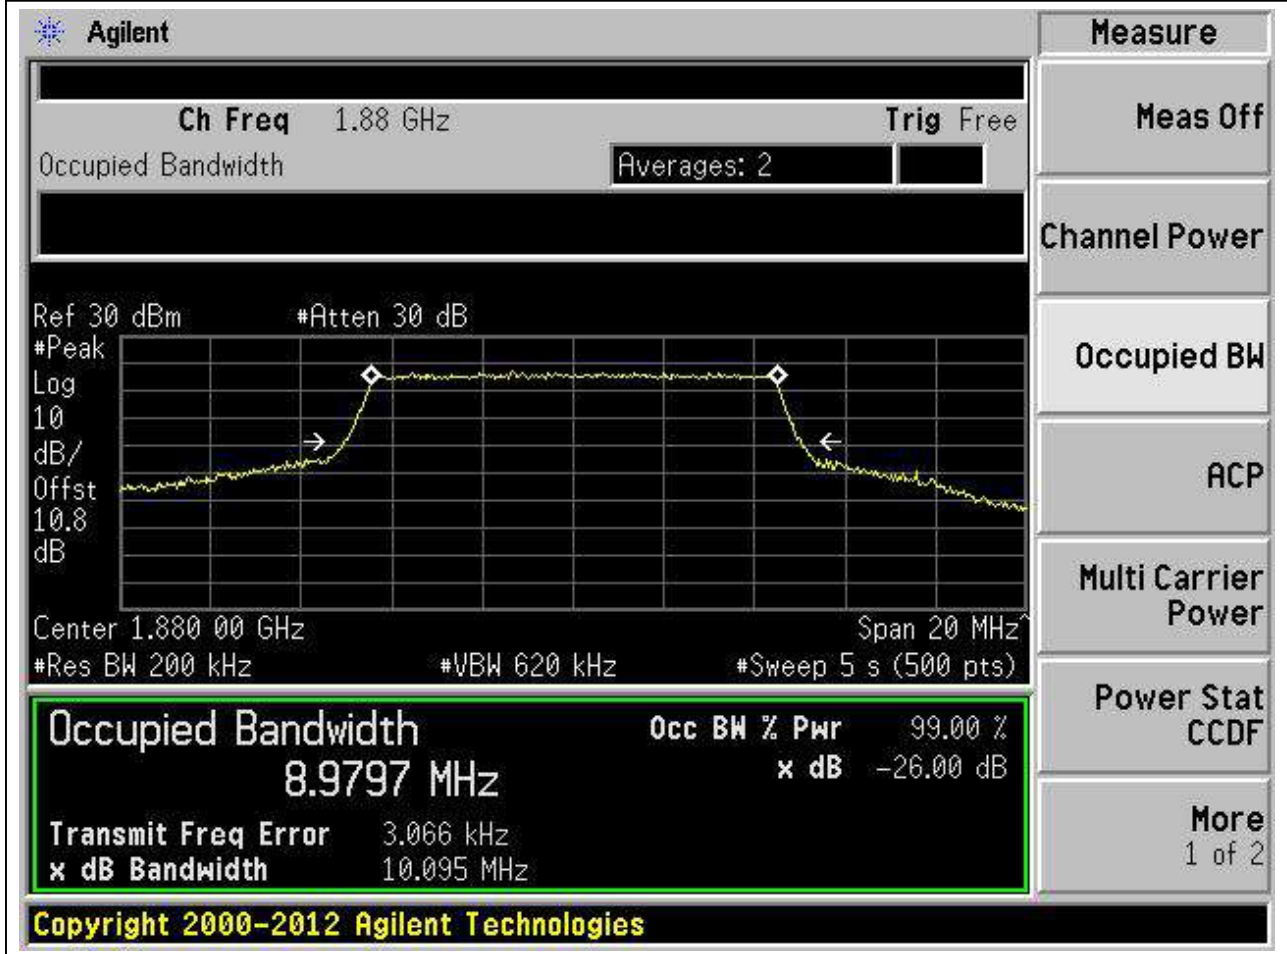 Agilent
Measure
Ch Freq 1.88 GHz Trig Free
Occupied Bandwidth Averages: 2
Meas Off
Channel Power
Occupied BW
ACP
Multi Carrier
Power
Power Stat
CCDF
More
1 of 2
Ref 30 dBm #Atten 30 dB
#Peak
Log
10
dB/
Offst
10.8
dB
Center 1.880 00 GHz Span 20 MHz^
#Res BW 200 kHz #VBW 620 kHz #Sweep 5 s (500 pts)
Occupied Bandwidth Occ BW % Pwr 99.00 %
8.9797 MHz x dB -26.00 dB
Transmit Freq Error 3.066 kHz
x dB Bandwidth 10.095 MHz
Copyright 2000-2012 Agilent Technologies